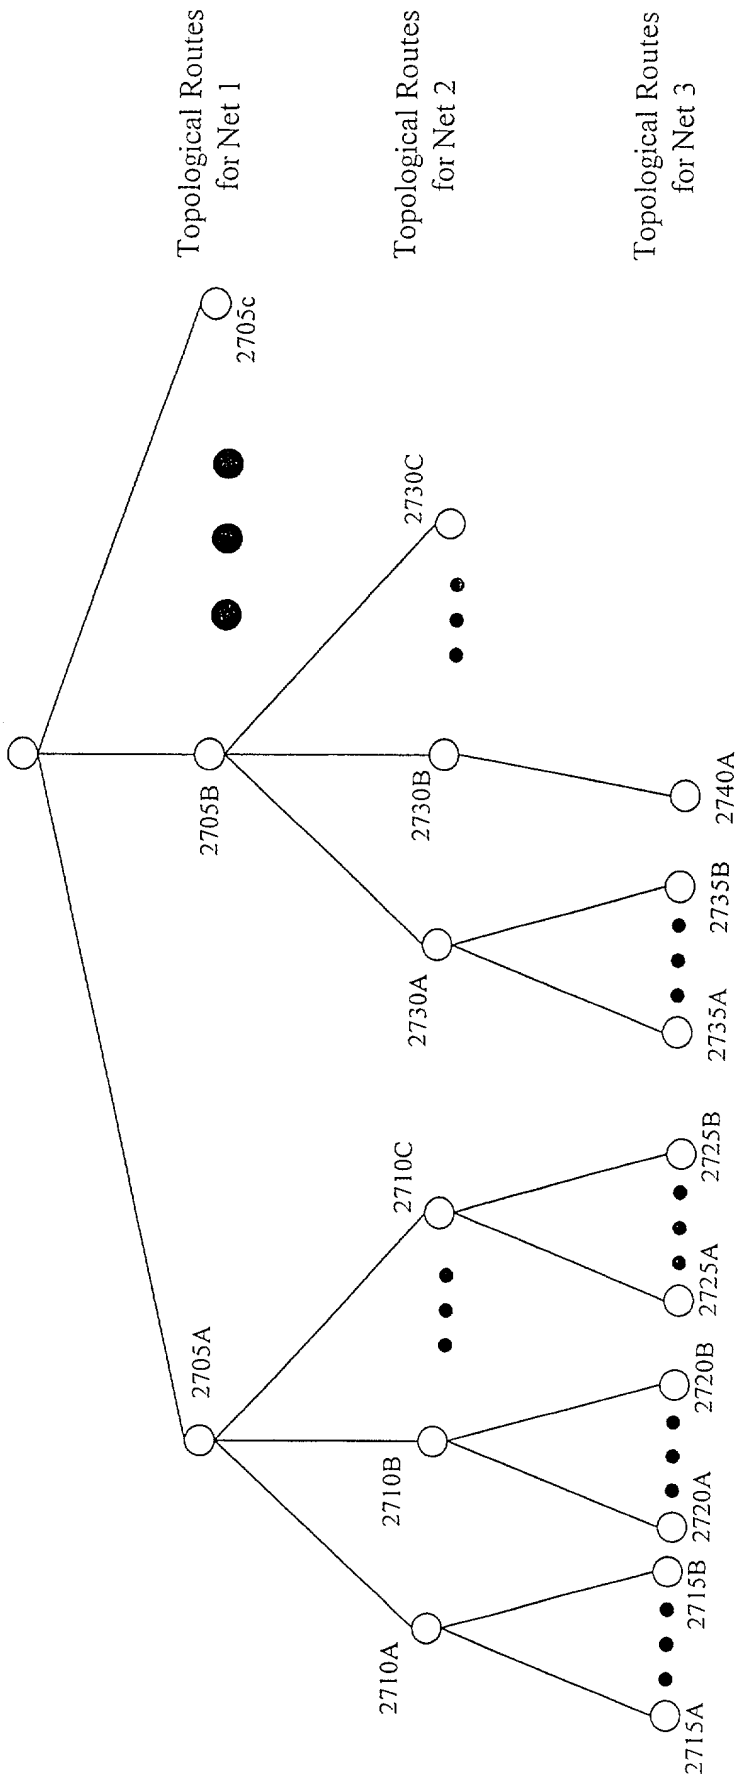 Topological Routes
for Net 1
2705A
2705B
2705c
Topological Routes
for Net 2
2710A
2710B
2710C
2730A
2730B
2730C
Topological Routes
for Net 3
2715A
2715B
2720A
2720B
2725A
2725B
2735A
2735B
2740A